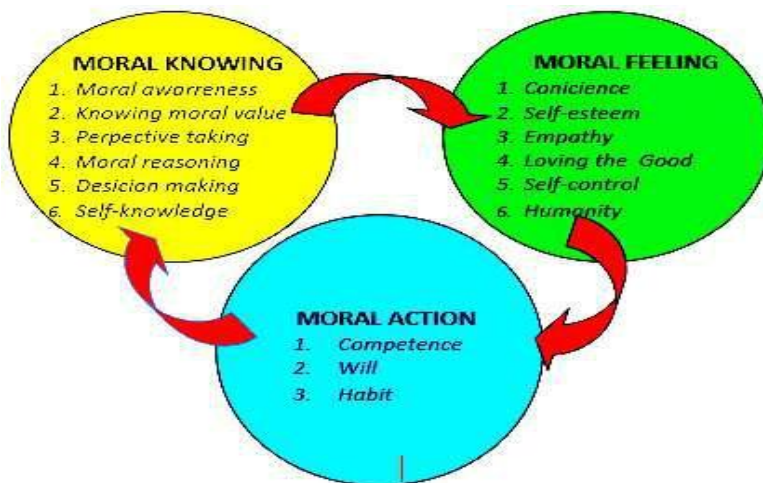 MORAL KNOWING
1. Moral awarreness
2. Knowing moral value
3. Perpective taking
4. Moral reasoning
5. Desicion making
6. Self-knowledge
MORAL FEELING
1 Conicience
2. Self-esteem
3. Empathy
4 Loving the Good
5 Self-control
6. Humanity
MORAL ACTION
1. Competence
2. Will
3. Habit